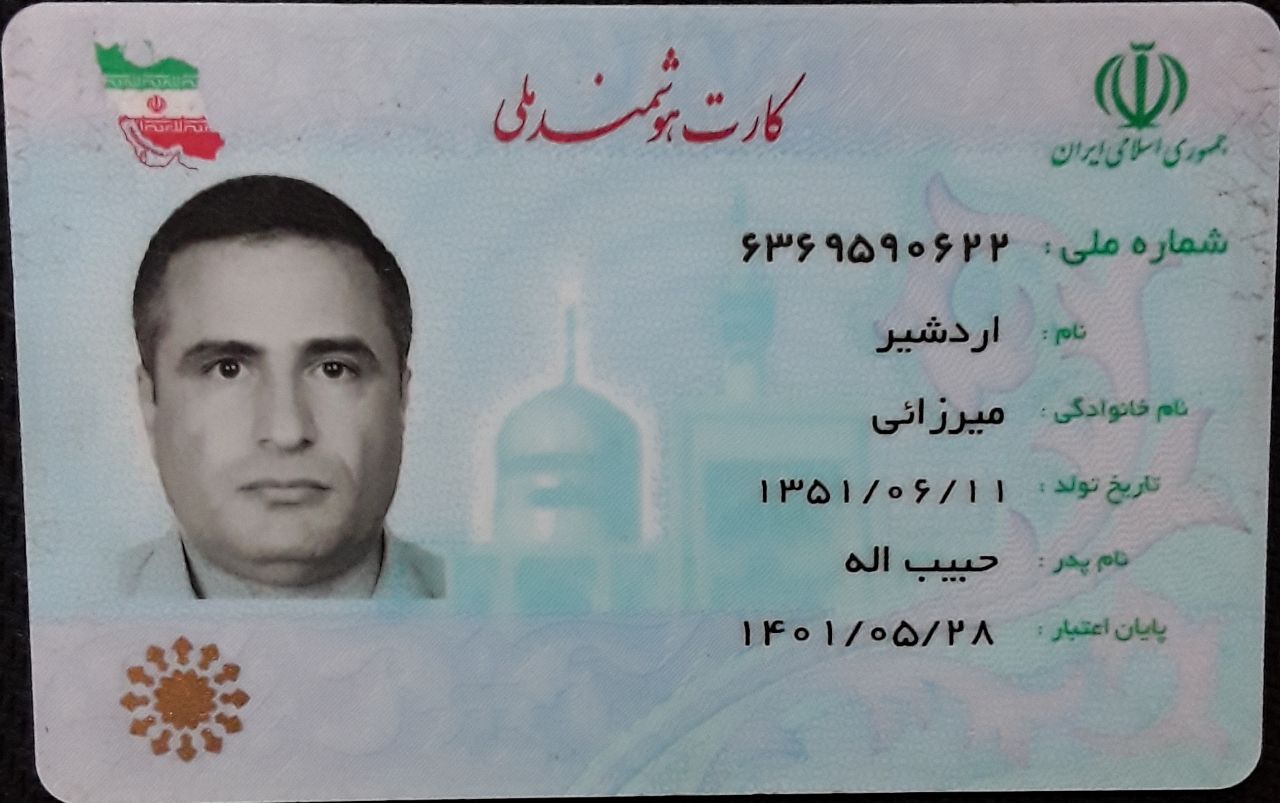 کارت هوشمند ملی
جمهوری اسلامی ایران
شماره ملی : ۶۳۶۹۵۹۰۶۲۲
نام : اردشیر
نام خانوادگی : میرزائی
تاریخ تولد : ۱۳۵۱/۰۶/۱۱
نام پدر : حبیب اله
پایان اعتبار : ۱۴۰۱/۰۵/۲۸